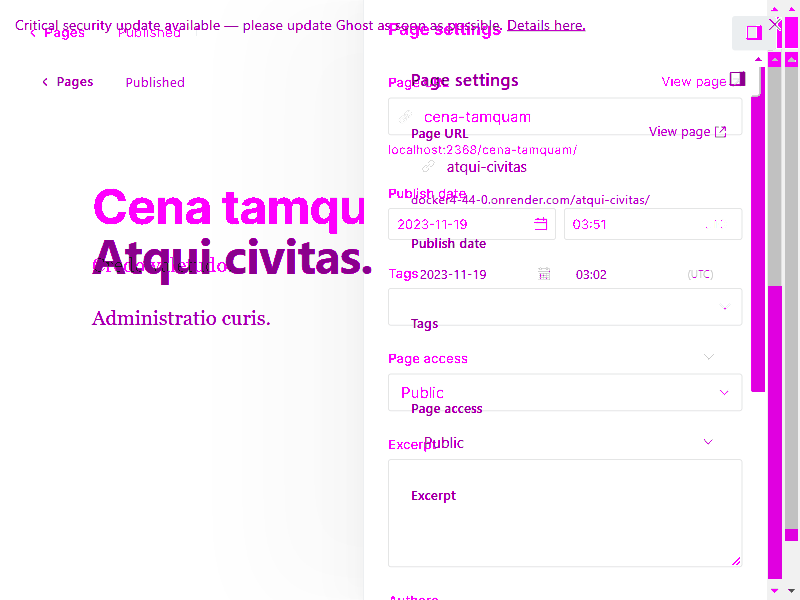 Critical security update available — please update Ghost as soon as possible. Details here.
Pages
Published
Page settings
Pages
Published
Page settings
View page
Page URL
Page URL
View page
cena-tamquam
localhost:2368/cena-tamquam/
atqui-civitas
Publish date
docker4-44-0.onrender.com/atqui-civitas/
Cena tamqu
2023-11-19
03:51
Publish date
Atqui civitas.
Tags
2023-11-19
03:02
(UTC)
Administratio curis.
Tags
Page access
Public
Page access
Excerpt
Public
Excerpt
Authors